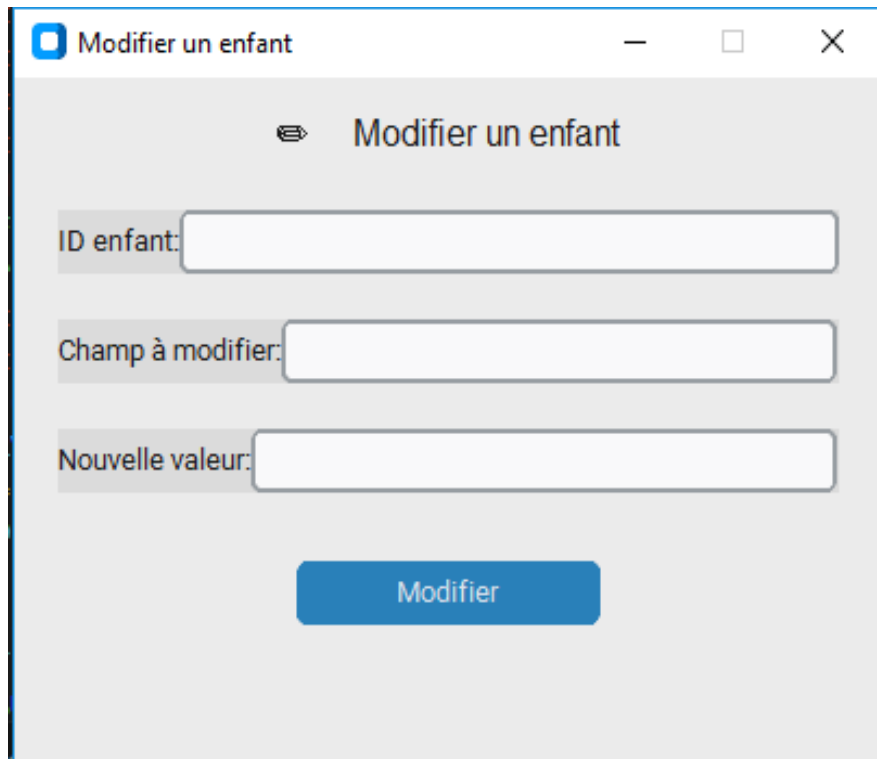 Modifier un enfant
✏ Modifier un enfant
ID enfant:
Champ à modifier:
Nouvelle valeur:
Modifier